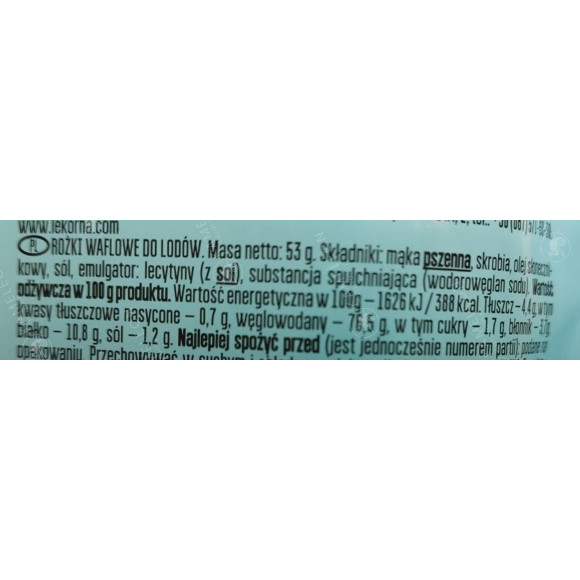 www.lekorna.com
PL ROŻKI WAFLOWE DO LODÓW. Masa netto: 53 g. Składniki: mąka pszenna, skrobia, olej słoneczni-
kowy, sól, emulgator: lecytyny (z soi), substancja spulchniająca (wodorowęglan sodu). Wartość
odżywcza w 100 g produktu. Wartość energetyczna w 100g – 1626 kJ / 388 kcal. Tłuszcz – 4,4 g, w tym
kwasy tłuszczowe nasycone – 0,7 g, węglowodany – 76,5 g, w tym cukry – 1,7 g, błonnik –
białko – 10,8 g, sól – 1,2 g. Najlepiej spożyć przed (jest jednocześnie numerem partii): podane na
opakowaniu. Przechowywać w suchym i